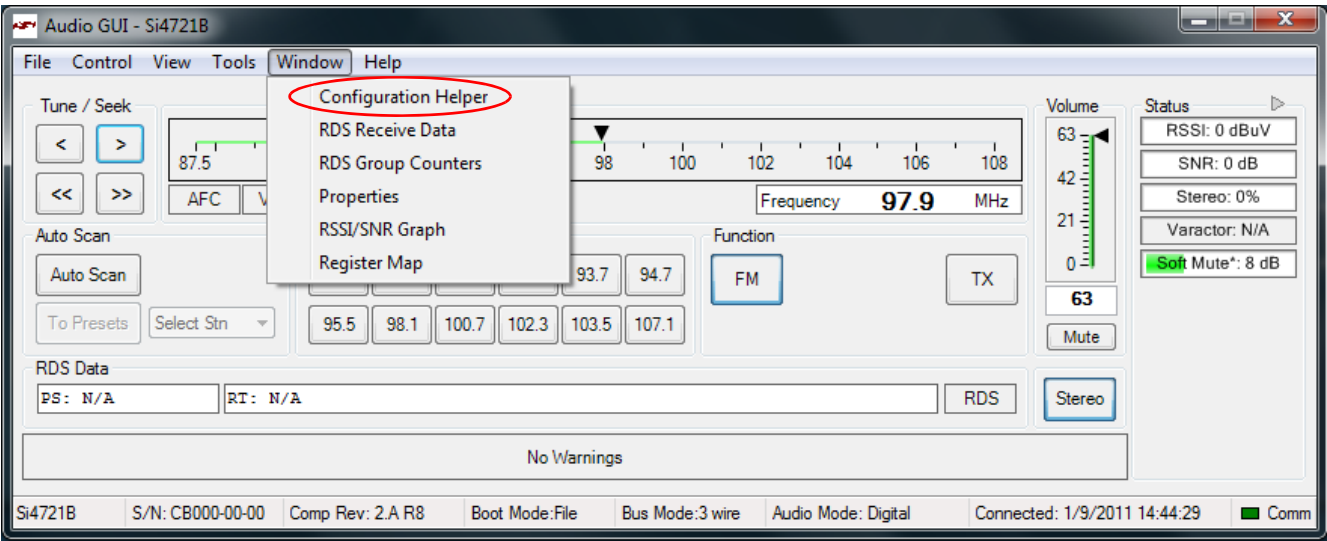 Audio GUI - Si4721B
File Control View Tools Window Help
Configuration Helper
RDS Receive Data
RDS Group Counters
Properties
RSSI/SNR Graph
Register Map
Tune / Seek
< >
<< >>
87.5 98 100 102 104 106 108
AFC
Frequency 97.9 MHz
Auto Scan
Auto Scan
To Presets Select Stn
93.7 94.7
95.5 98.1 100.7 102.3 103.5 107.1
Function
FM TX
Volume
63
42
21
0
63
Mute
Stereo
Status
RSSI: 0 dBuV
SNR: 0 dB
Stereo: 0%
Varactor: N/A
Soft Mute*: 8 dB
RDS Data
PS: N/A RT: N/A RDS
No Warnings
Si4721B S/N: CB000-00-00 Comp Rev: 2.A R8 Boot Mode:File Bus Mode:3 wire Audio Mode: Digital Connected: 1/9/2011 14:44:29 Comm